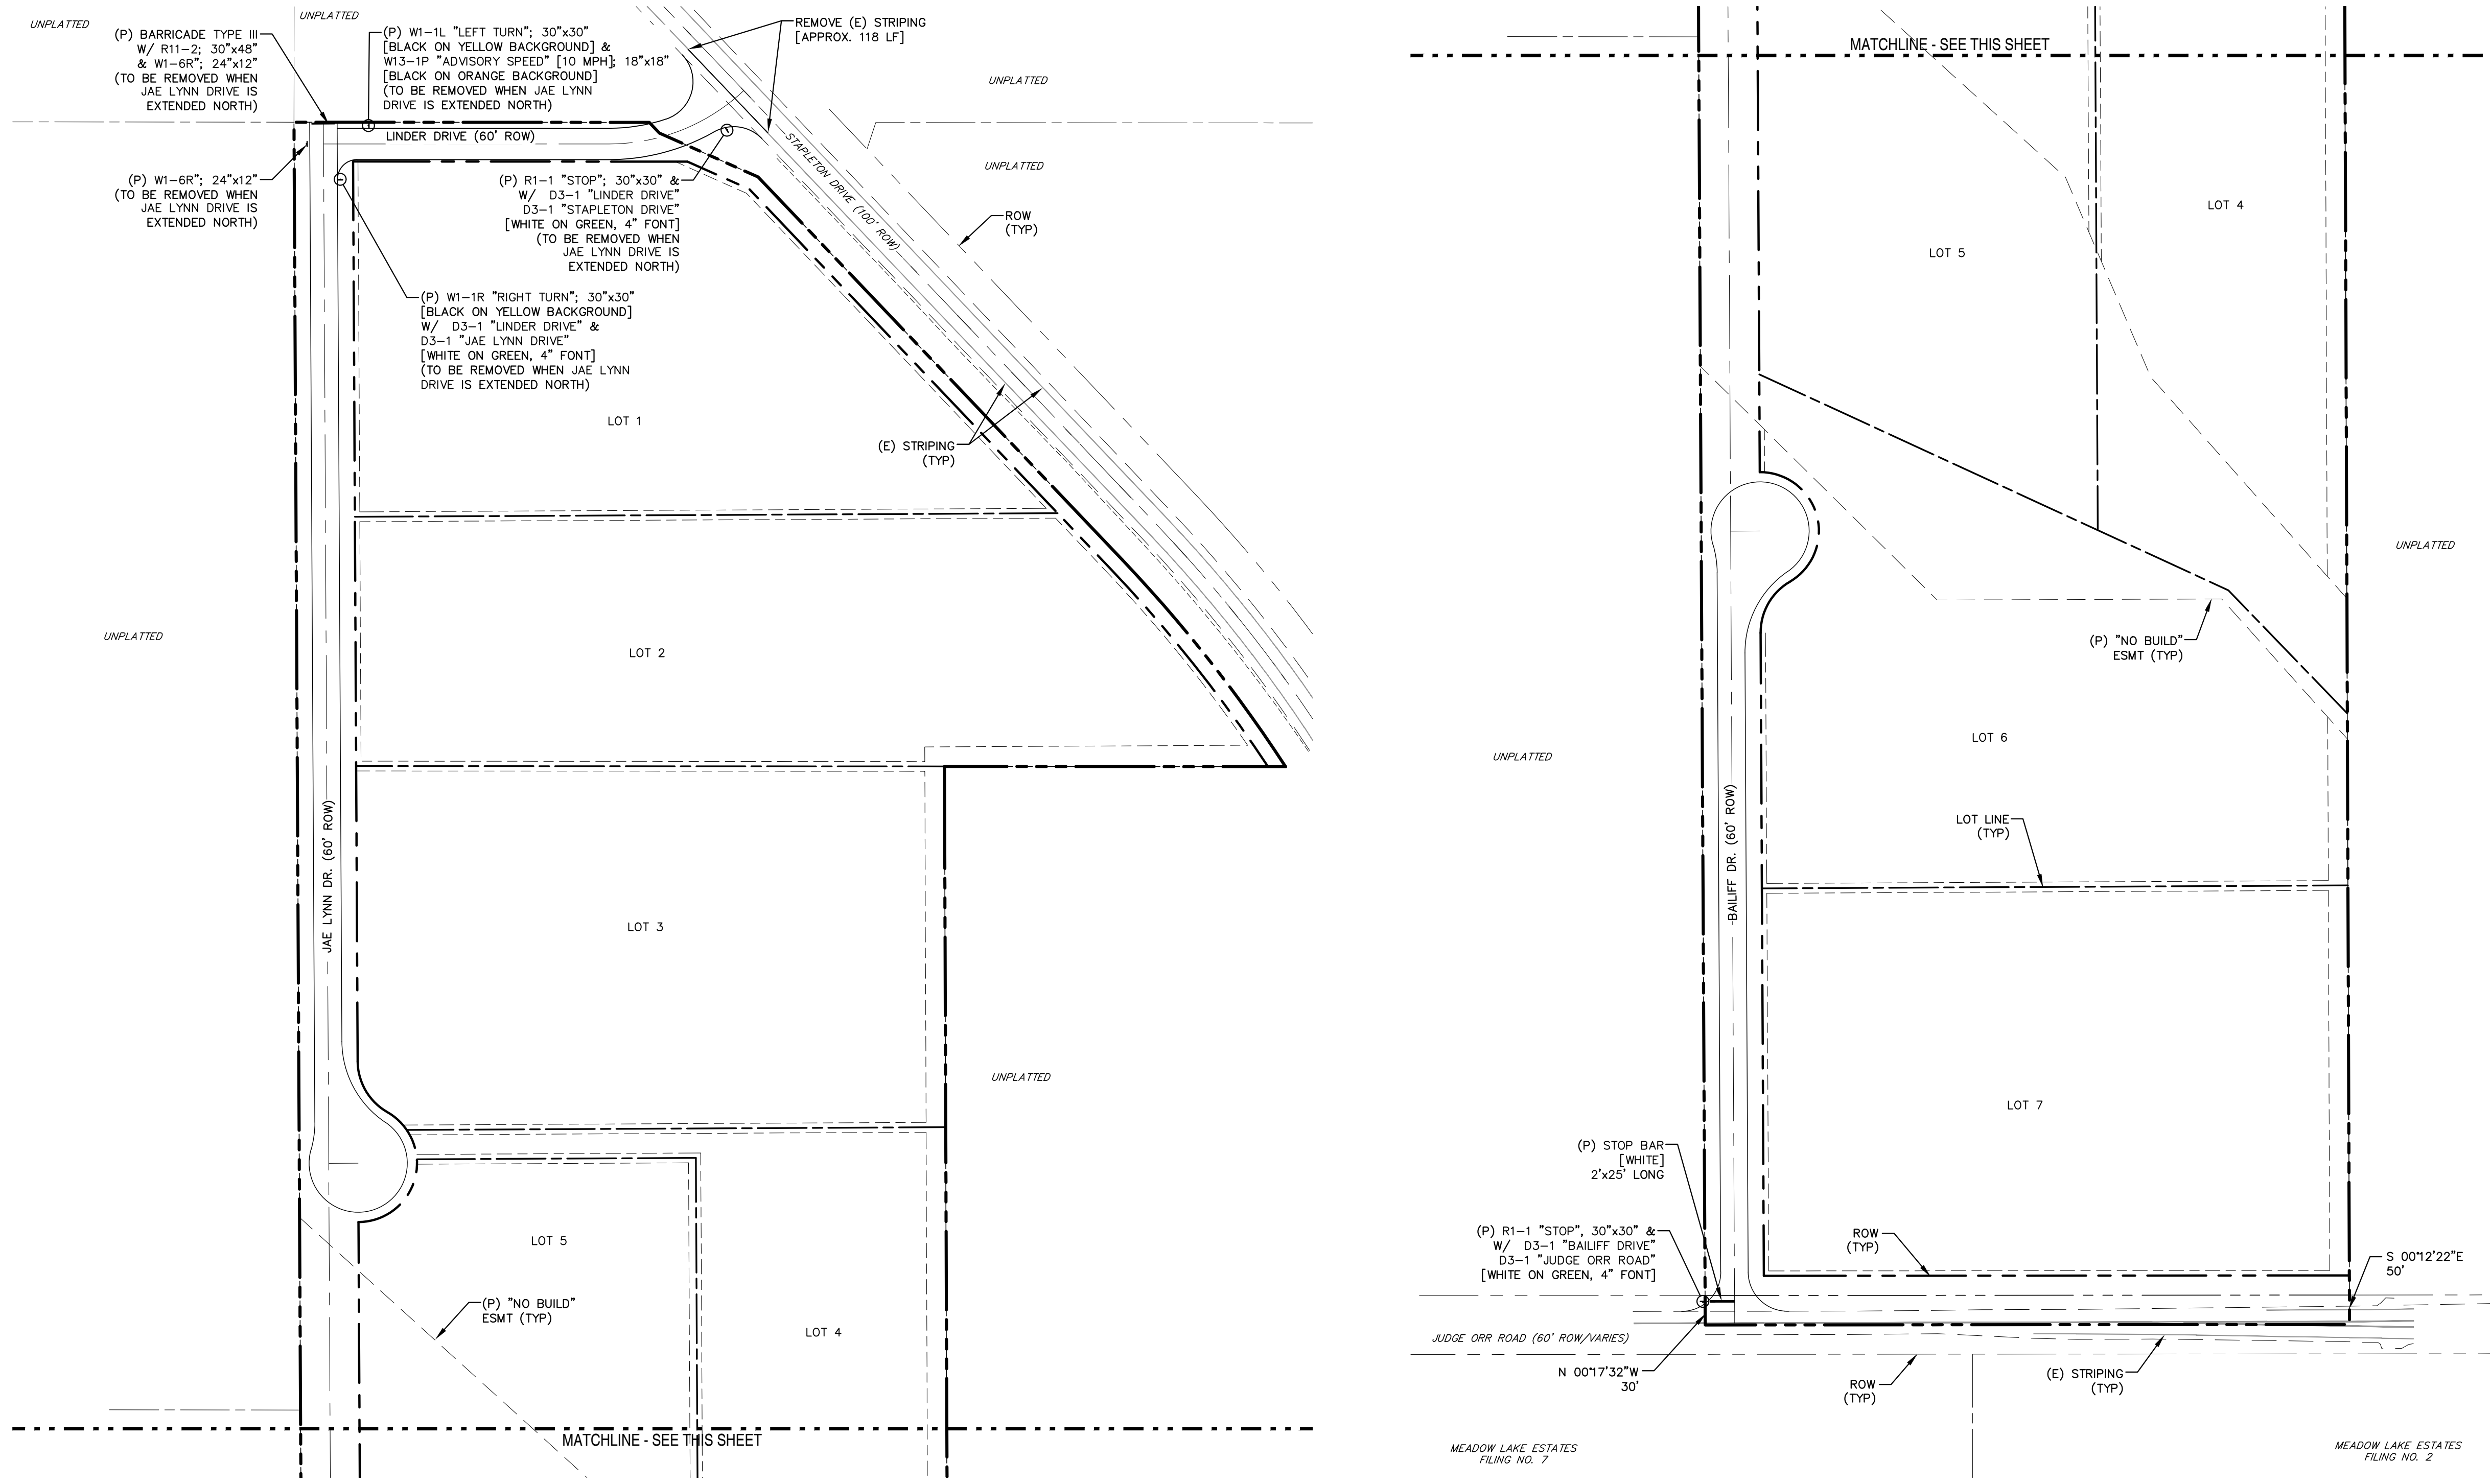 UNPLATTED
UNPLATTED
(P) BARRICADE TYPE III
W/ R11-2; 30"x48"
& W1-6R"; 24"x12"
(TO BE REMOVED WHEN
JAE LYNN DRIVE IS
EXTENDED NORTH)
(P) W1-1L "LEFT TURN"; 30"x30"
[BLACK ON YELLOW BACKGROUND] &
W13-1P "ADVISORY SPEED" [10 MPH]; 18"x18"
[BLACK ON ORANGE BACKGROUND]
(TO BE REMOVED WHEN JAE LYNN
DRIVE IS EXTENDED NORTH)
REMOVE (E) STRIPING
[APPROX. 118 LF]
UNPLATTED
LINDER DRIVE (60' ROW)
STAPLETON DRIVE (100' ROW)
UNPLATTED
(P) W1-6R"; 24"x12"
(TO BE REMOVED WHEN
JAE LYNN DRIVE IS
EXTENDED NORTH)
(P) R1-1 "STOP"; 30"x30" &
W/ D3-1 "LINDER DRIVE"
D3-1 "STAPLETON DRIVE"
[WHITE ON GREEN, 4" FONT]
(TO BE REMOVED WHEN
JAE LYNN DRIVE IS
EXTENDED NORTH)
ROW
(TYP)
(P) W1-1R "RIGHT TURN"; 30"x30"
[BLACK ON YELLOW BACKGROUND]
W/ D3-1 "LINDER DRIVE" &
D3-1 "JAE LYNN DRIVE"
[WHITE ON GREEN, 4" FONT]
(TO BE REMOVED WHEN JAE LYNN
DRIVE IS EXTENDED NORTH)
LOT 1
(E) STRIPING
(TYP)
UNPLATTED
LOT 2
JAE LYNN DR. (60' ROW)
LOT 3
UNPLATTED
LOT 5
(P) "NO BUILD"
ESMT (TYP)
LOT 4
MATCHLINE - SEE THIS SHEET
MATCHLINE - SEE THIS SHEET
LOT 4
LOT 5
UNPLATTED
(P) "NO BUILD"
ESMT (TYP)
UNPLATTED
LOT 6
BAILIFF DR. (60' ROW)
LOT LINE
(TYP)
LOT 7
(P) STOP BAR
[WHITE]
2'x25' LONG
(P) R1-1 "STOP", 30"x30" &
W/ D3-1 "BAILIFF DRIVE"
D3-1 "JUDGE ORR ROAD"
[WHITE ON GREEN, 4" FONT]
ROW
(TYP)
S 00°12'22"E
50'
JUDGE ORR ROAD (60' ROW/VARIES)
N 00°17'32"W
30'
ROW
(TYP)
(E) STRIPING
(TYP)
MEADOW LAKE ESTATES
FILING NO. 7
MEADOW LAKE ESTATES
FILING NO. 2